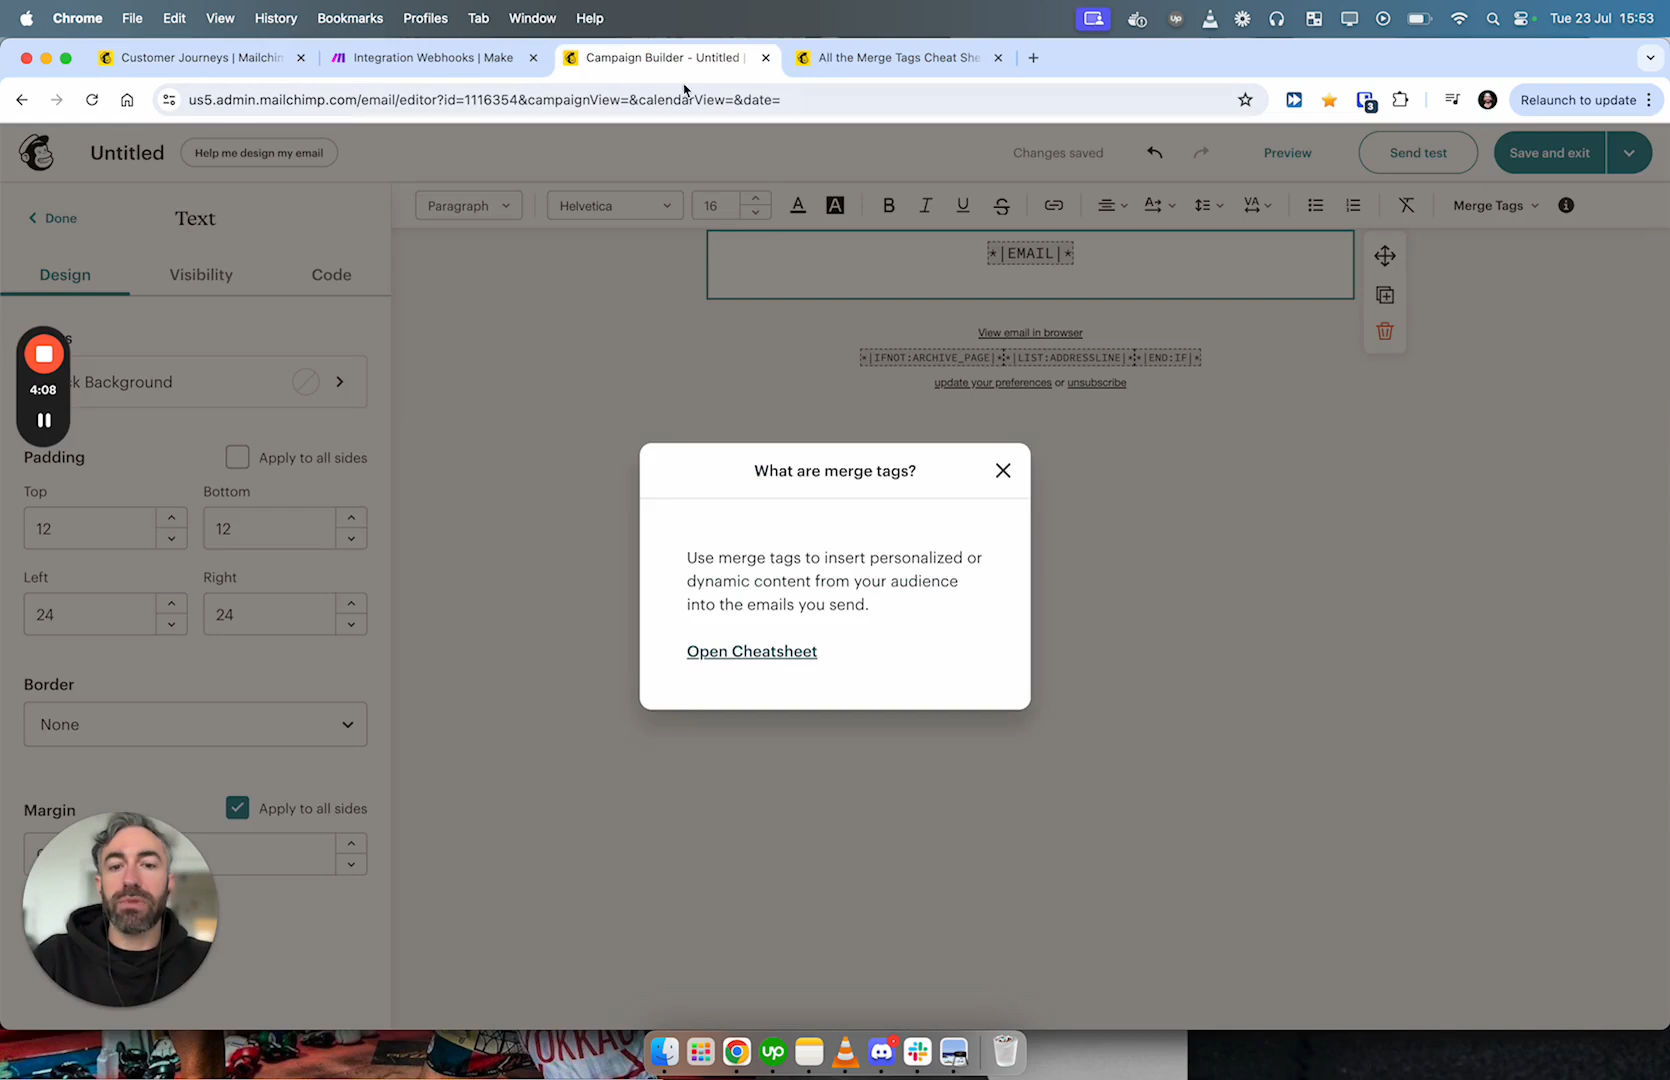 Chrome File Edit View History Bookmarks Profiles Tab Window Help
up
Tue 23 Jul 15:53
Customer Journeys | Mailchin
Integration Webhooks | Make
Campaign Builder - Untitled |
All the Merge Tags Cheat She
us5.admin.mailchimp.com/email/editor?id=1116354&campaignView=&calendarView=&date=
3
Relaunch to update
Untitled
Help me design my email
Changes saved
Preview
Send test
Save and exit
Done
Text
Paragraph
Helvetica
16
A
A
B
I
U
S
A
VA
Merge Tags
Design
Visibility
Code
*|EMAIL|*
View email in browser
*|IFNOT:ARCHIVE_PAGE|* *|LIST:ADDRESSLINE|* *|END:IF|*
update your preferences or unsubscribe
s
k Background
4:08
Padding
Apply to all sides
Top
Bottom
12
12
Left
Right
24
24
Border
None
Margin
Apply to all sides
What are merge tags?
Use merge tags to insert personalized or
dynamic content from your audience
into the emails you send.
Open Cheatsheet
OKKAO
up